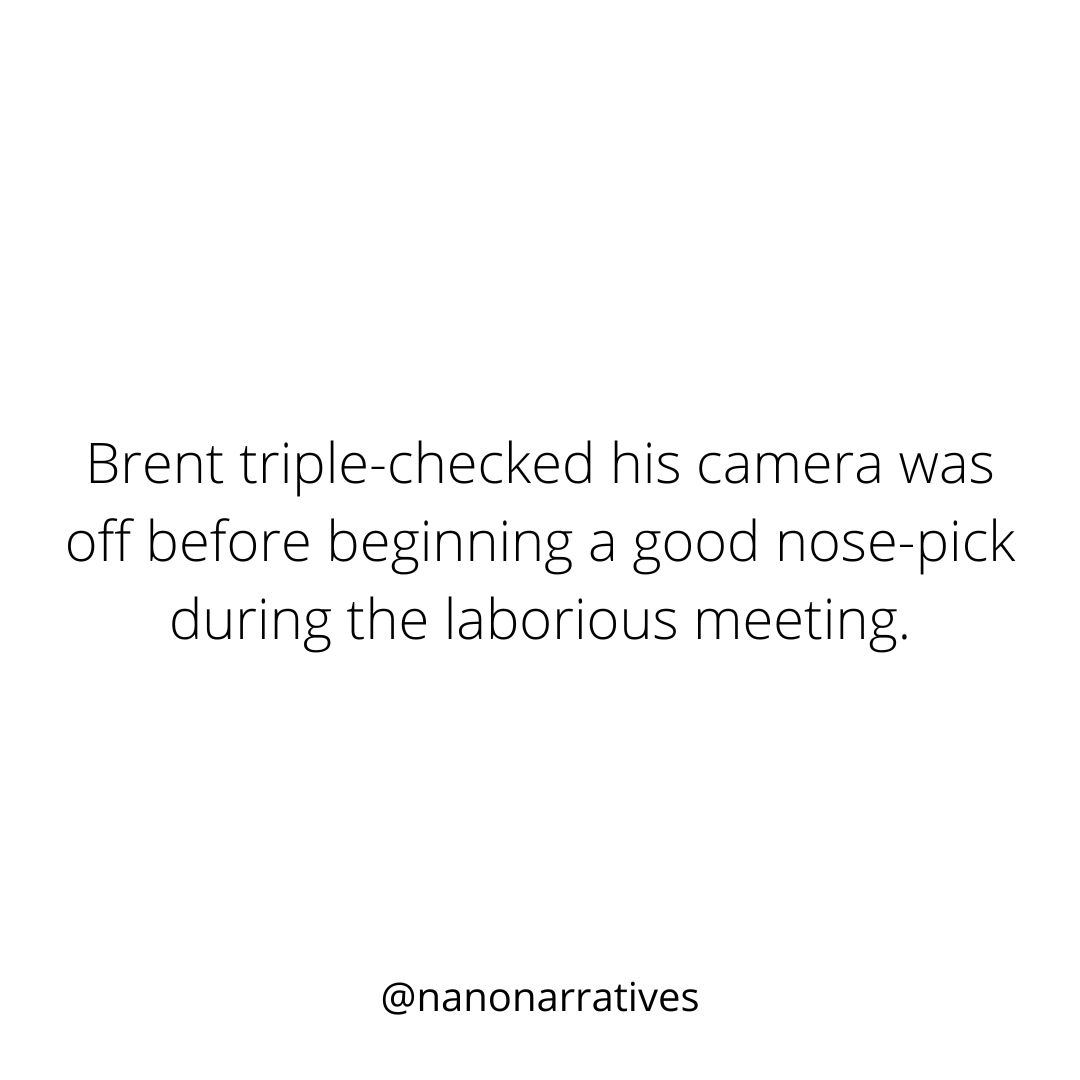 Brent triple-checked his camera was
off before beginning a good nose-pick
during the laborious meeting.
@nanonarratives